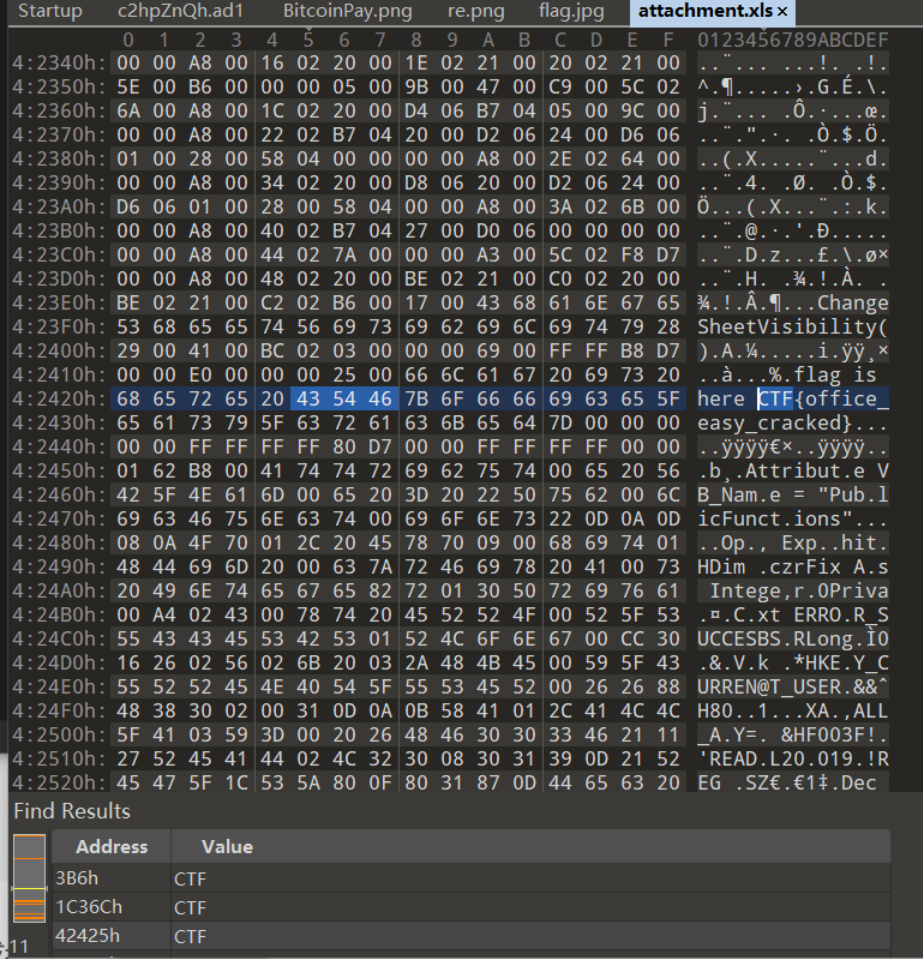 Startup c2hpZnQh.ad1 BitcoinPay.png re.png flag.jpg attachment.xls ×
0 1 2 3 4 5 6 7 8 9 A B C D E F 0123456789ABCDEF
4:2340h: 00 00 A8 00 16 02 20 00 1E 02 21 00 20 02 21 00 ..¨... ...!. .!.
4:2350h: 5E 00 B6 00 00 00 05 00 9B 00 47 00 C9 00 5C 02 ^.¶.....›.G.É.\.
4:2360h: 6A 00 A8 00 1C 02 20 00 D4 06 B7 04 05 00 9C 00 j.¨... .Ô.·...œ.
4:2370h: 00 00 A8 00 22 02 B7 04 20 00 D2 06 24 00 D6 06 ..¨.".·. .Ò.$.Ö.
4:2380h: 01 00 28 00 58 04 00 00 00 00 A8 00 2E 02 64 00 ..(.X.....¨...d.
4:2390h: 00 00 A8 00 34 02 20 00 D8 06 20 00 D2 06 24 00 ..¨.4. .Ø. .Ò.$.
4:23A0h: D6 06 01 00 28 00 58 04 00 00 A8 00 3A 02 6B 00 Ö...(.X...¨.:.k.
4:23B0h: 00 00 A8 00 40 02 B7 04 27 00 D0 06 00 00 00 00 ..¨.@.·.'.Ð.....
4:23C0h: 00 00 A8 00 44 02 7A 00 00 00 A3 00 5C 02 F8 D7 ..¨.D.z...£.\.ø×
4:23D0h: 00 00 A8 00 48 02 20 00 BE 02 21 00 C0 02 20 00 ..¨.H. .¾.!.À. .
4:23E0h: BE 02 21 00 C2 02 B6 00 17 00 43 68 61 6E 67 65 ¾.!.Â.¶...Change
4:23F0h: 53 68 65 65 74 56 69 73 69 62 69 6C 69 74 79 28 SheetVisibility(
4:2400h: 29 00 41 00 BC 02 03 00 00 00 69 00 FF FF B8 D7 ).A.¼.....i.ÿÿ¸×
4:2410h: 00 00 E0 00 00 00 25 00 66 6C 61 67 20 69 73 20 ..à...%.flag is
4:2420h: 68 65 72 65 20 43 54 46 7B 6F 66 66 69 63 65 5F here CTF{office_
4:2430h: 65 61 73 79 5F 63 72 61 63 6B 65 64 7D 00 00 00 easy_cracked}...
4:2440h: 00 00 FF FF FF FF 80 D7 00 00 FF FF FF FF 00 00 ..ÿÿÿÿ€×..ÿÿÿÿ..
4:2450h: 01 62 B8 00 41 74 74 72 69 62 75 74 00 65 20 56 .b¸.Attribut.e V
4:2460h: 42 5F 4E 61 6D 00 65 20 3D 20 22 50 75 62 00 6C B_Nam.e = "Pub.l
4:2470h: 69 63 46 75 6E 63 74 00 69 6F 6E 73 22 0D 0A 0D icFunct.ions"...
4:2480h: 08 0A 4F 70 01 2C 20 45 78 70 09 00 68 69 74 01 ..Op., Exp..hit.
4:2490h: 48 44 69 6D 20 00 63 7A 72 46 69 78 20 41 00 73 HDim .czrFix A.s
4:24A0h: 20 49 6E 74 65 67 65 82 72 01 30 50 72 69 76 61 Intege‚r.0Priva
4:24B0h: 00 A4 02 43 00 78 74 20 45 52 52 4F 00 52 5F 53 .¤.C.xt ERRO.R_S
4:24C0h: 55 43 43 45 53 42 53 01 52 4C 6F 6E 67 00 CC 30 UCCESBS.RLong.Ì0
4:24D0h: 16 26 02 56 02 6B 20 03 2A 48 4B 45 00 59 5F 43 .&.V.k .*HKE.Y_C
4:24E0h: 55 52 52 45 4E 40 54 5F 55 53 45 52 00 26 26 88 URREN@T_USER.&&ˆ
4:24F0h: 48 38 30 02 00 31 0D 0A 0B 58 41 01 2C 41 4C 4C H80..1...XA.,ALL
4:2500h: 5F 41 03 59 3D 00 20 26 48 46 30 30 33 46 21 11 _A.Y=. &HF003F!.
4:2510h: 27 52 45 41 44 02 4C 32 30 08 30 31 39 0D 21 52 'READ.L20.019.!R
4:2520h: 45 47 5F 1C 53 5A 80 0F 80 31 87 0D 44 65 63 20 EG_.SZ€.€1‡.Dec
Find Results
Address Value
3B6h CTF
1C36Ch CTF
42425h CTF